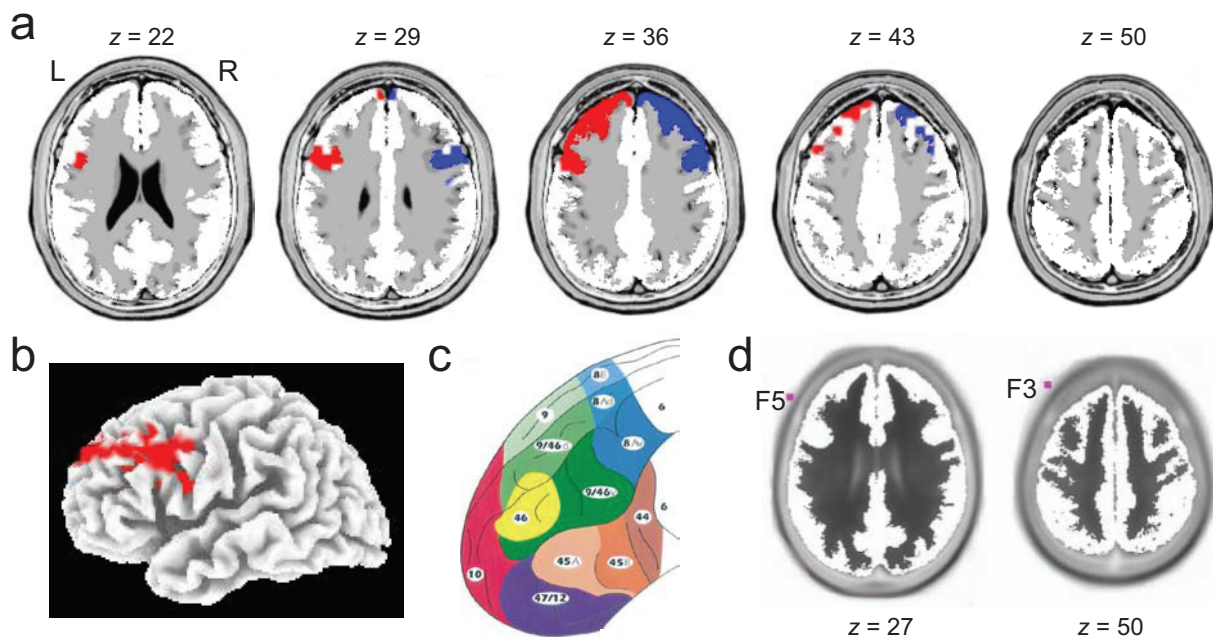 a
z = 22
z = 29
z = 36
z = 43
z = 50
L
R
b
c
8B
8Ad
9
6
9/46d
8Av
9/46v
46
44
6
45A
45B
10
47/12
d
F5
F3
z = 27
z = 50